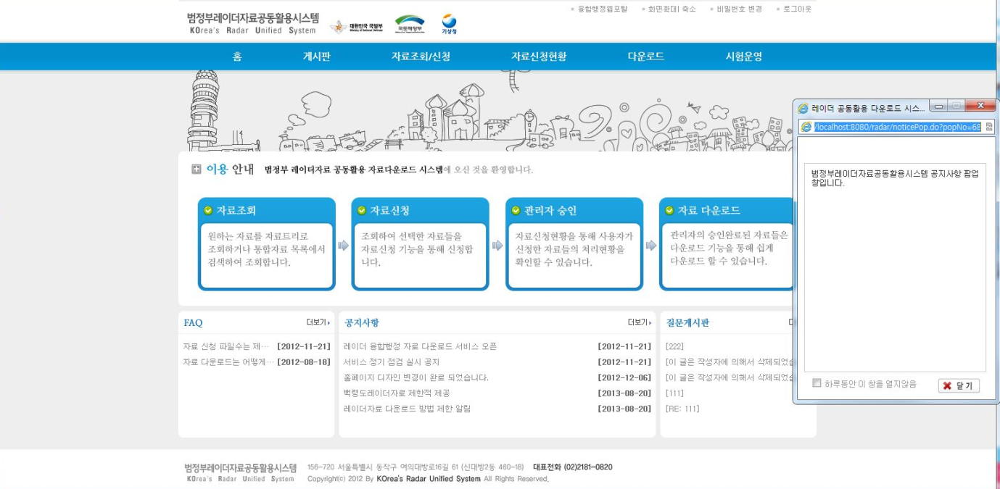 융합행정웹포탈 화면확대| 축소 비밀번호 변경 로그아웃
범정부레이더자료공동활용시스템
KOrea's Radar Unified System
대한민국 국방부
국토해양부
기상청
홈 게시판 자료조회/신청 자료신청현황 다운로드 시험운영
이용 안내 범정부 레이더자료 공동활용 자료다운로드 시스템에 오신 것을 환영합니다.
자료조회
원하는 자료를 자료트리로
조회하거나 통합자료 목록에서
검색하여 조회합니다.
자료신청
조회하여 선택한 자료들을
자료신청 기능을 통해 신청합
니다.
관리자 승인
자료신청현황을 통해 사용자가
신청한 자료들의 처리현황을
확인할 수 있습니다.
자료 다운로드
관리자의 승인완료된 자료들은
다운로드 기능을 통해 쉽게
다운로드 할 수 있습니다.
FAQ 더보기
자료 신청 파일수는 제··· [2012-11-21]
자료 다운로드는 어떻게··· [2012-08-18]
공지사항 더보기
레이더 융합행정 자료 다운로드 서비스 오픈 [2012-11-21]
서비스 정기 점검 실시 공지 [2012-11-21]
홈페이지 디자인 변경이 완료 되었습니다. [2012-12-06]
백령도레이더자료 제한적 제공 [2013-08-20]
레이더자료 다운로드 방법 제한 알림 [2013-08-20]
질문게시판
[222]
[이 글은 작성자에 의해서 삭제되었습
[이 글은 작성자에 의해서 삭제되었습
[111]
[RE: 111]
레이더 공동활용 다운로드 시스...
/localhost:8080/radar/noticePop.do?popNo=68
범정부레이더자료공동활용시스템 공지사항 팝업
창입니다.
하루동안 이 창을 열지않음 닫기
범정부레이더자료공동활용시스템 156-720 서울특별시 동작구 여의대방로16길 61 (신대방2동 460-18) 대표전화 (02)2181-0820
KOrea's Radar Unified System Copyright(c) 2012 By KOrea's Radar Unified System All Rights Reserved.